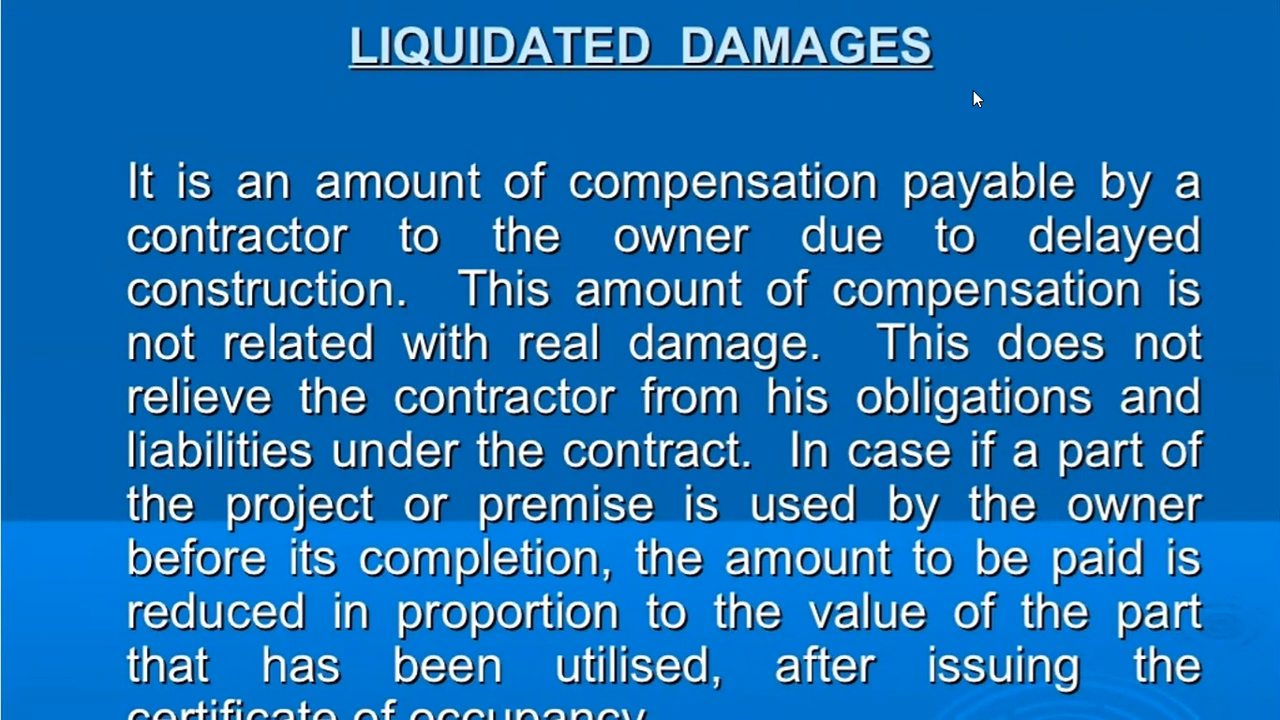 LIQUIDATED DAMAGES
It is an amount of compensation payable by a
contractor to the owner due to delayed
construction. This amount of compensation is
not related with real damage. This does not
relieve the contractor from his obligations and
liabilities under the contract. In case if a part of
the project or premise is used by the owner
before its completion, the amount to be paid is
reduced in proportion to the value of the part
that has been utilised, after issuing the
certificate of occupancy.